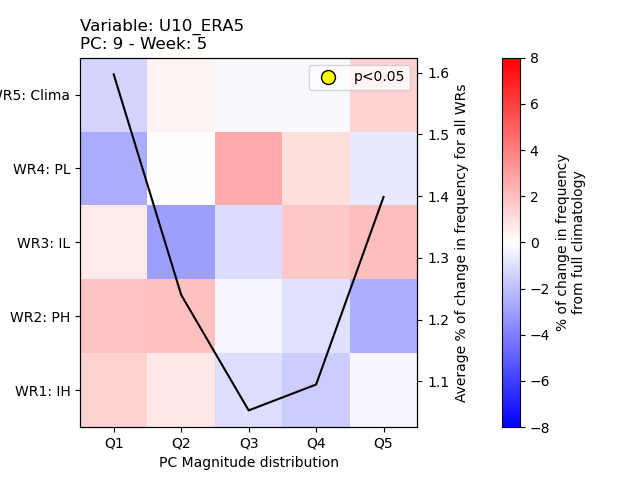 Variable: U10_ERA5
PC: 9 - Week: 5
p<0.05
WR5: Clima
WR4: PL
WR3: IL
WR2: PH
WR1: IH
Q1 Q2 Q3 Q4 Q5
PC Magnitude distribution
1.6
1.5
1.4
1.3
1.2
1.1
Average % of change in frequency for all WRs
8
6
4
2
0
−2
−4
−6
−8
% of change in frequency
from full climatology